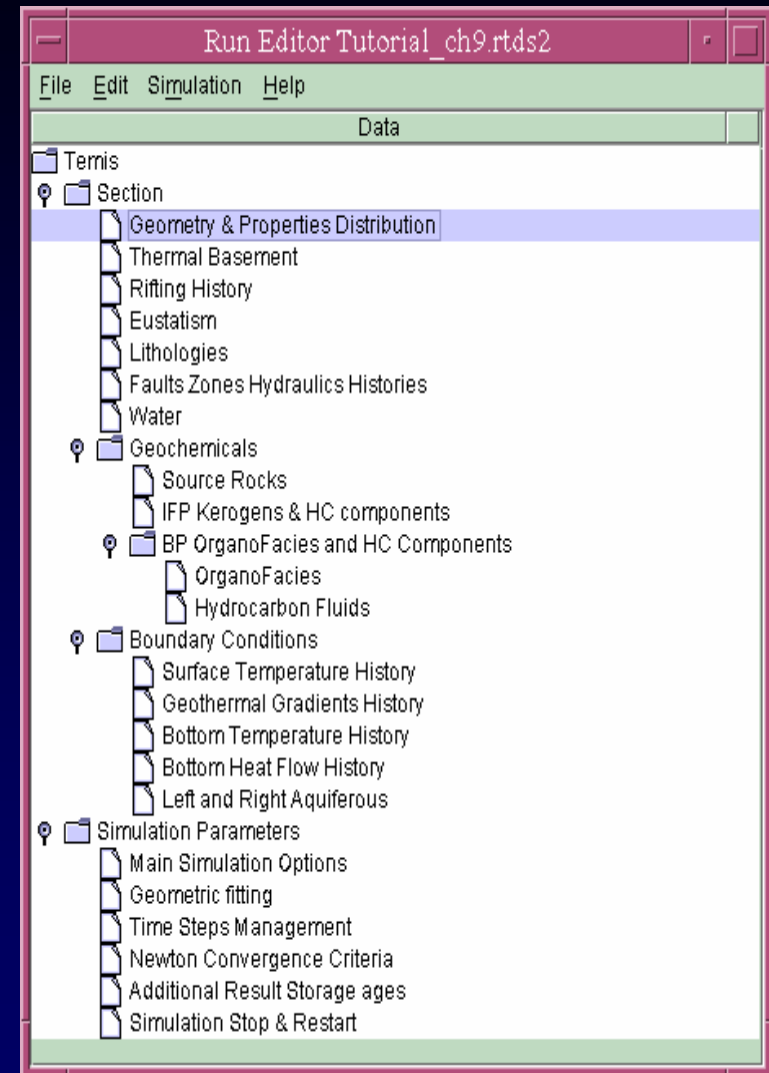 Run Editor Tutorial_ch9.rtds2
File Edit Simulation Help
Data
Temis
Section
Geometry & Properties Distribution
Thermal Basement
Rifting History
Eustatism
Lithologies
Faults Zones Hydraulics Histories
Water
Geochemicals
Source Rocks
IFP Kerogens & HC components
BP OrganoFacies and HC Components
OrganoFacies
Hydrocarbon Fluids
Boundary Conditions
Surface Temperature History
Geothermal Gradients History
Bottom Temperature History
Bottom Heat Flow History
Left and Right Aquiferous
Simulation Parameters
Main Simulation Options
Geometric fitting
Time Steps Management
Newton Convergence Criteria
Additional Result Storage ages
Simulation Stop & Restart